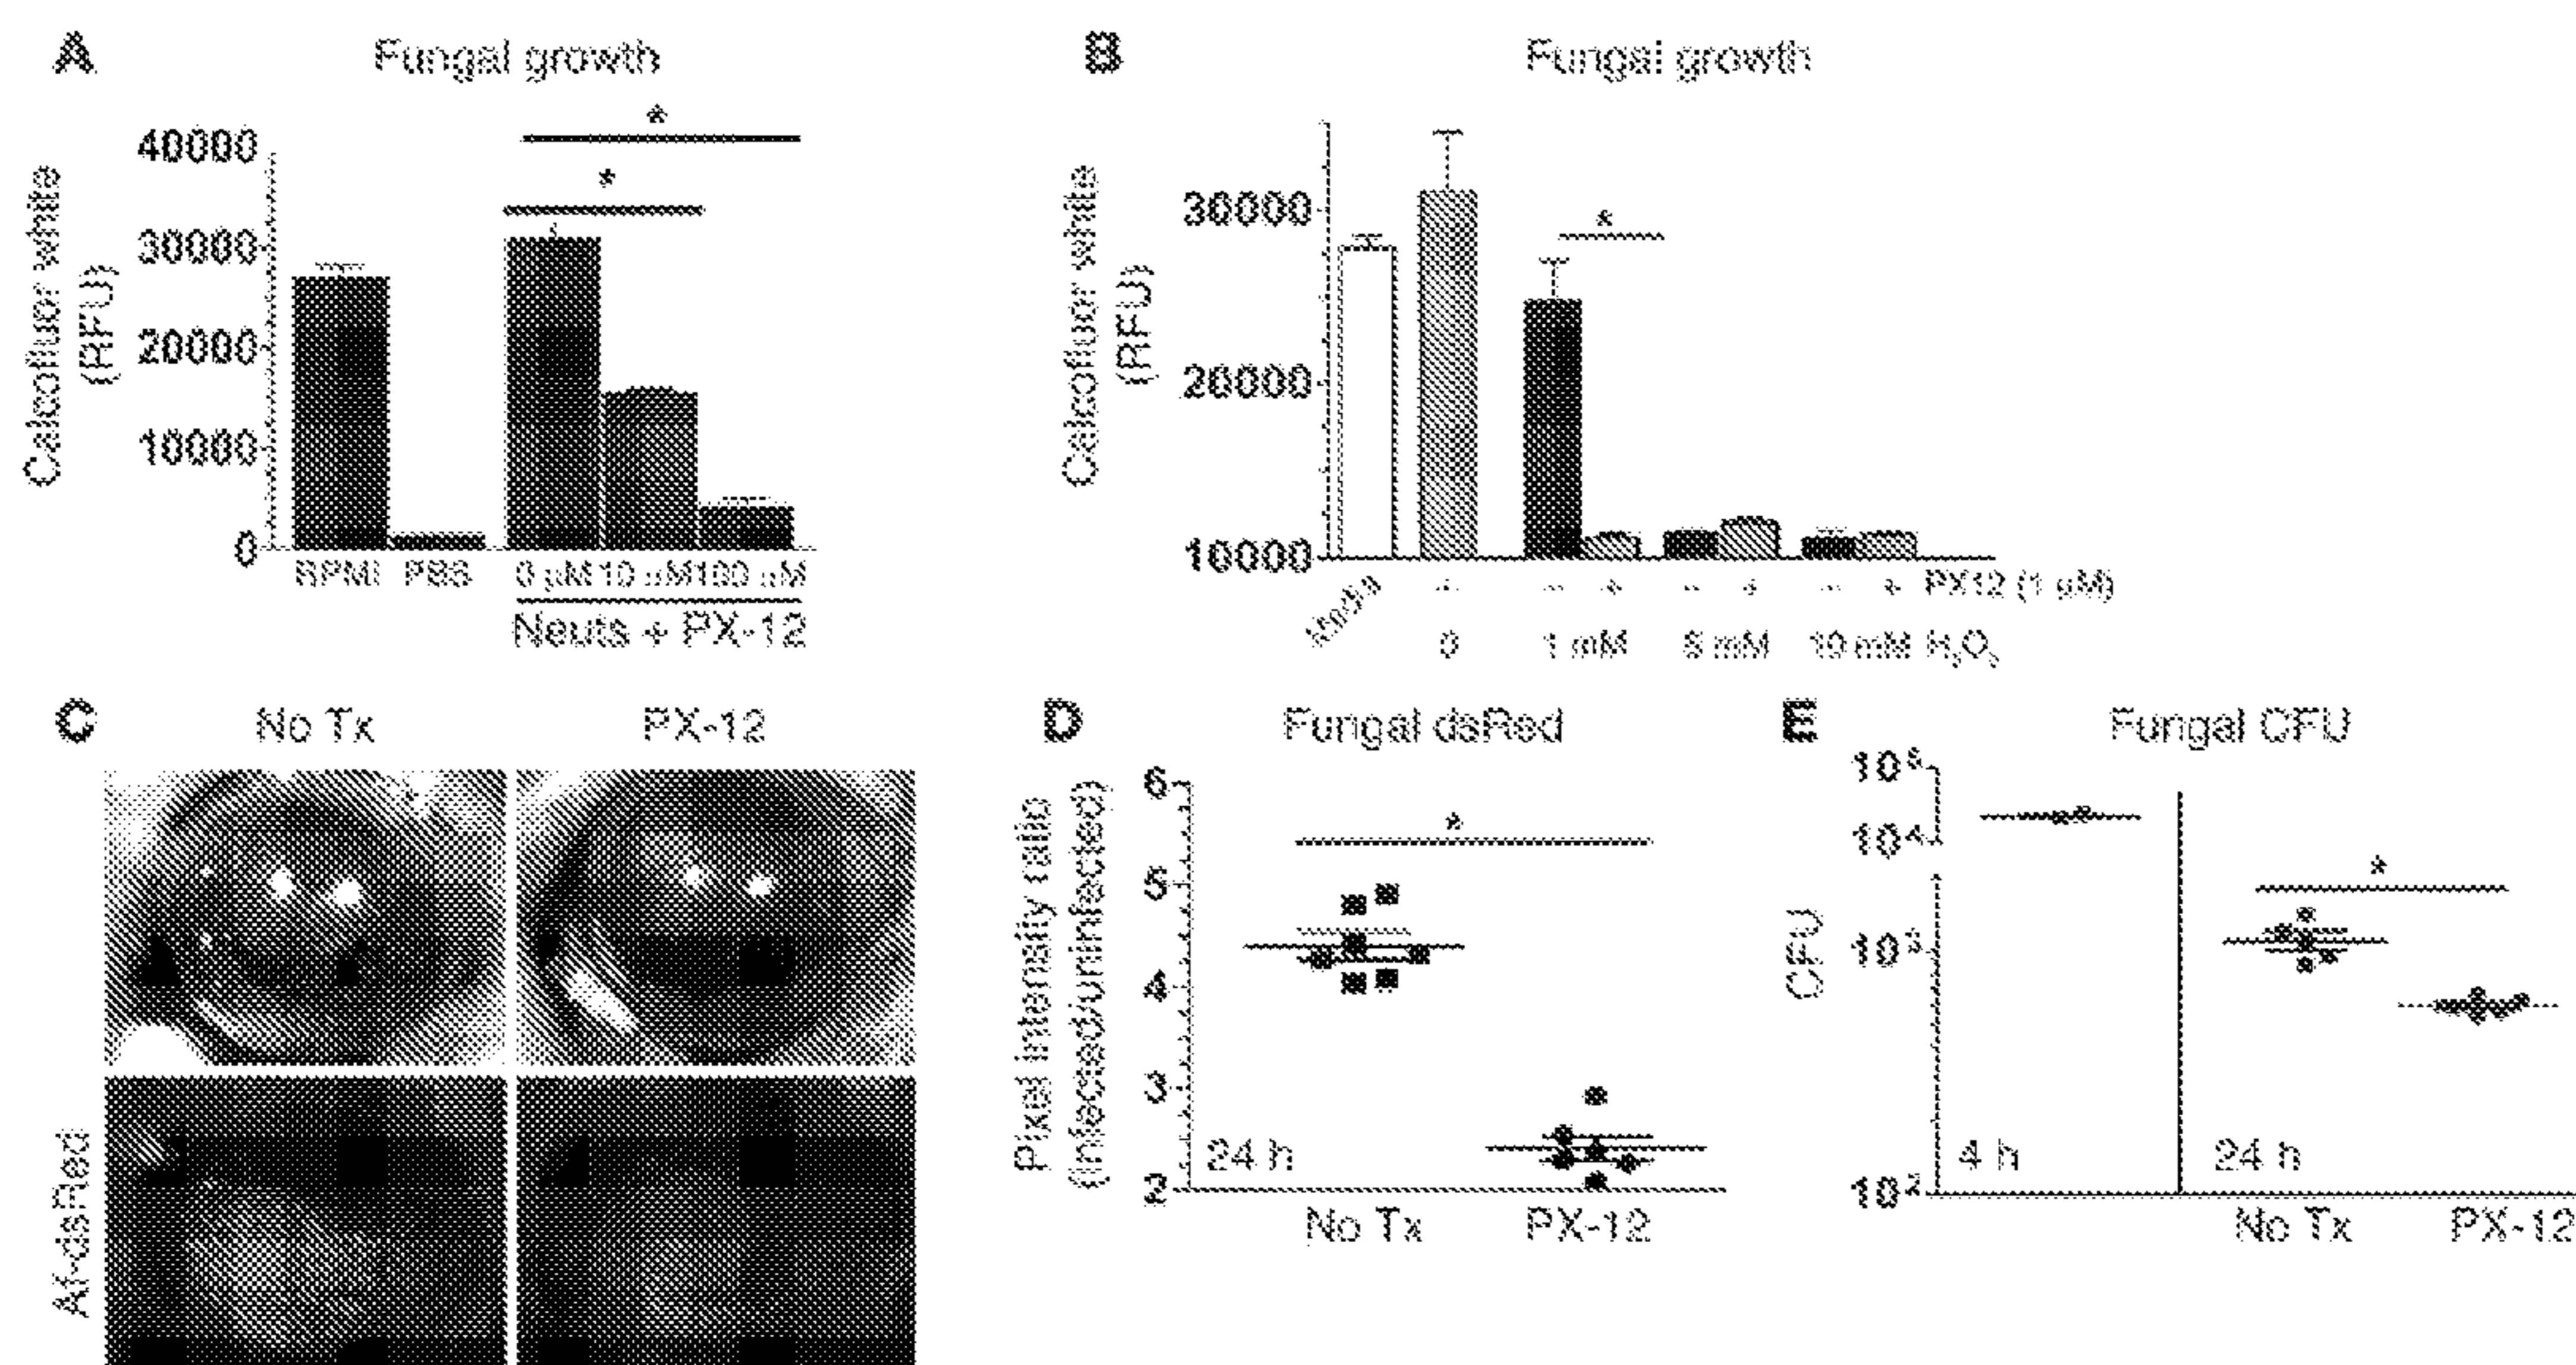 A
Fungal growth
*
*
40000
30000
20000
10000
0
Calcofluor white
(RFU)
RPMI PBS 0 µM 10 µM 100 µM
Neuts + PX-12
B
Fungal growth
*
30000
20000
10000
Calcofluor white
(RFU)
Media
+ - + - + - + PX12 (1 µM)
0 1 mM 5 mM 10 mM H₂O₂
C
No Tx PX-12
Af-dsRed
D
Fungal dsRed
*
6
5
4
3
2
Pixel intensity ratio
(infected/uninfected)
24 h
No Tx PX-12
E
Fungal CFU
*
10⁵
10⁴
10³
10²
CFU
4 h 24 h
No Tx PX-12